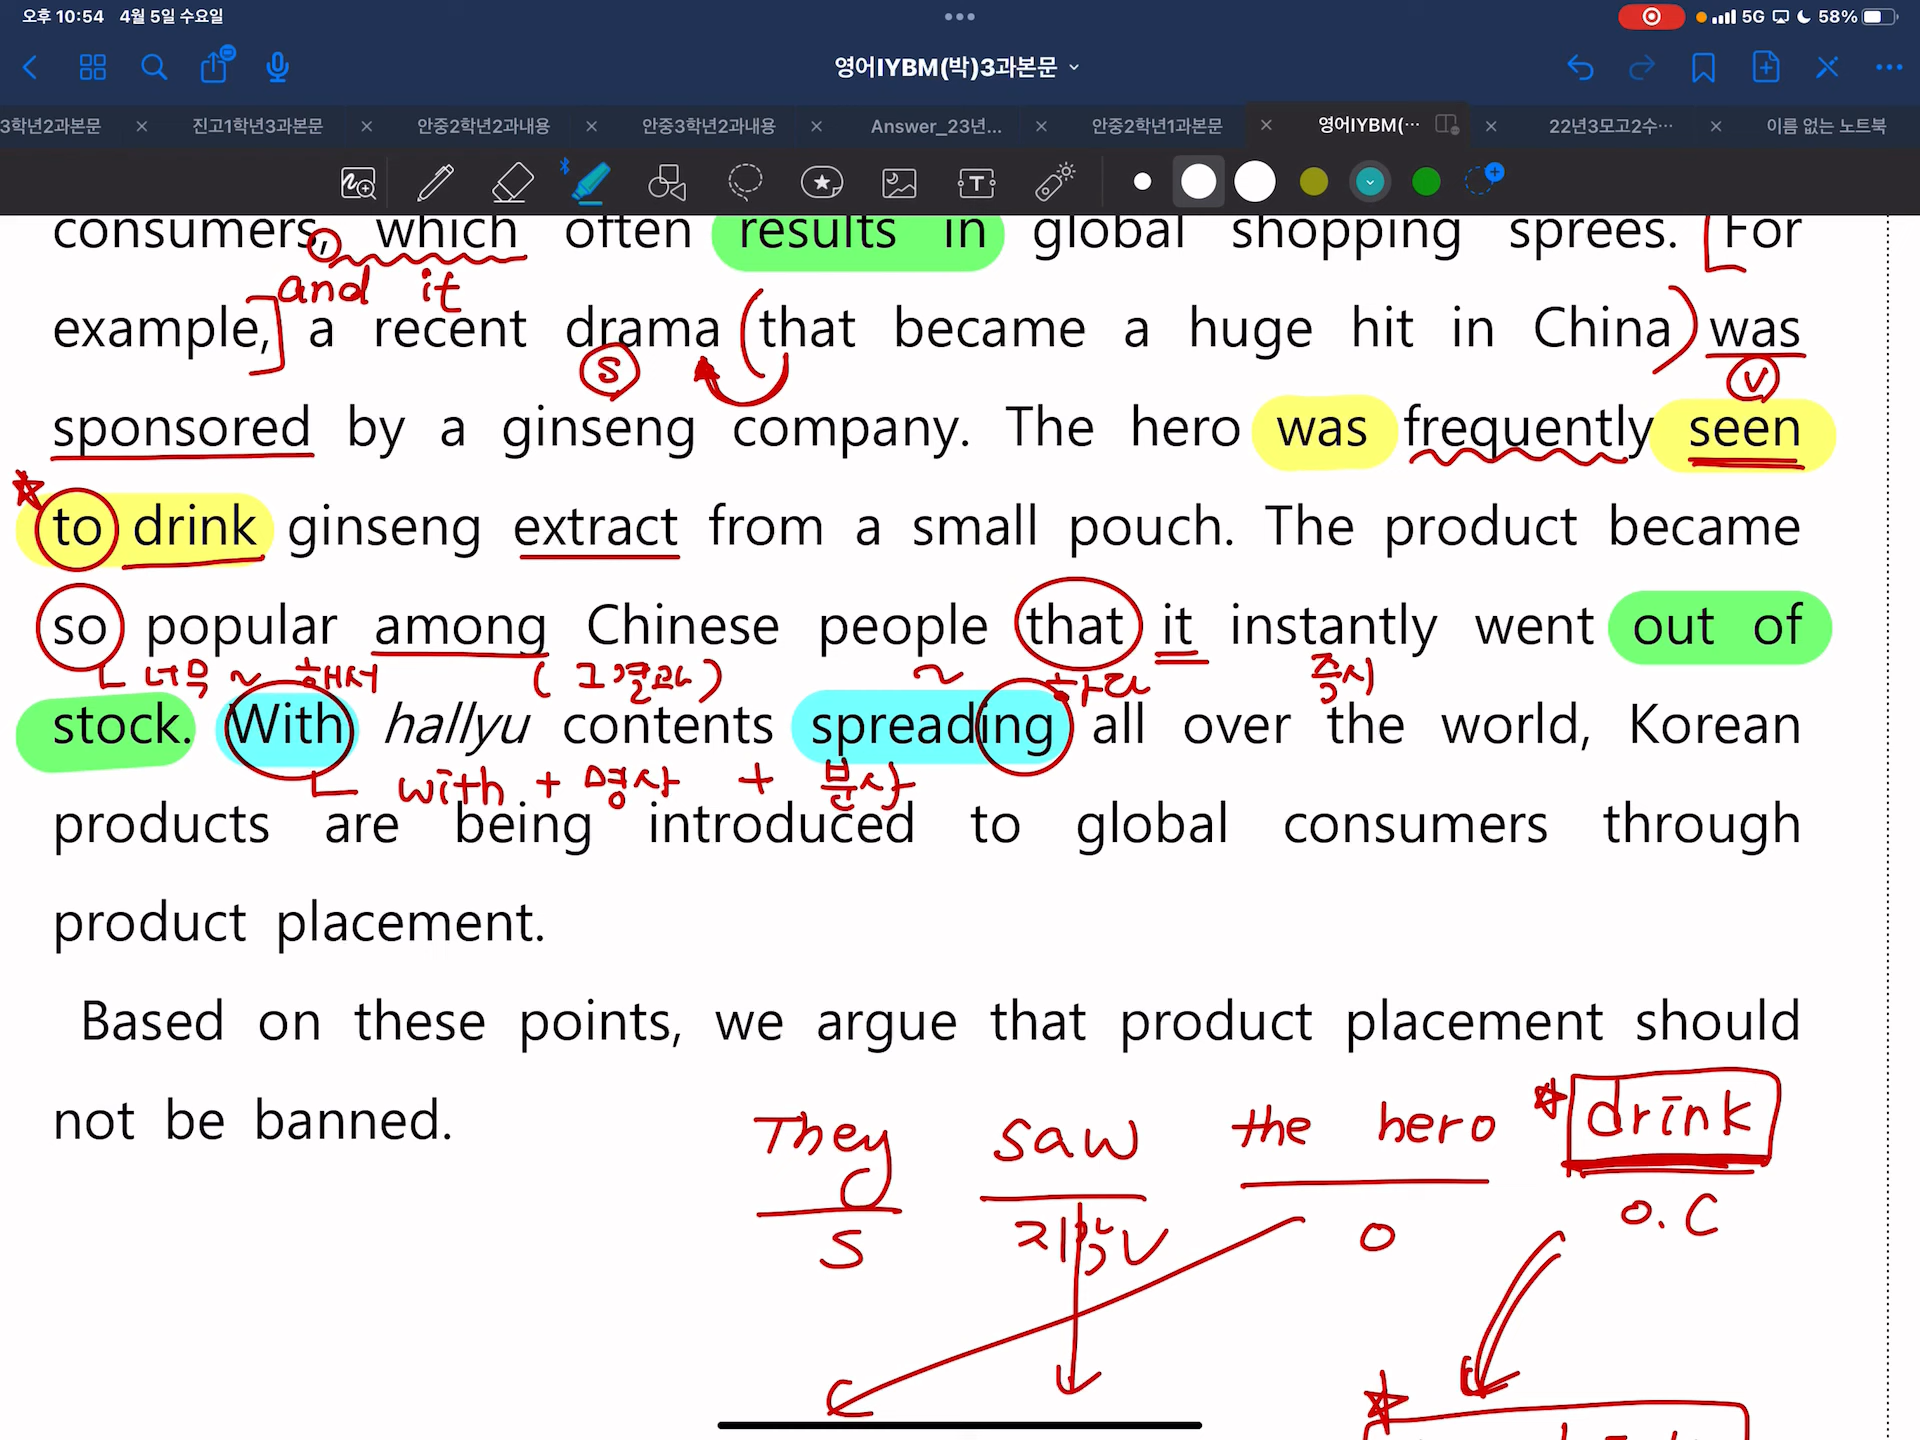 오후 10:54 4월 5일 수요일
5G 58%
영어IYBM(박)3과본문
3학년2과본문
진고1학년3과본문
안중2학년2과내용
안중3학년2과내용
Answer_23년...
안중2학년1과본문
영어IYBM(...
22년3모고2수...
이름 없는 노트북
consumers, which often results in global shopping sprees. [For
and it
example,] a recent drama (that became a huge hit in China) was
S V
sponsored by a ginseng company. The hero was frequently seen
to drink ginseng extract from a small pouch. The product became
so popular among Chinese people that it instantly went out of
너무 ~ 해서 (그결과) ~ 하다 즉시
stock. With hallyu contents spreading all over the world, Korean
with + 명사 + 분사
products are being introduced to global consumers through
product placement.
Based on these points, we argue that product placement should
not be banned.
They saw the hero drink
S 지각V O O.C